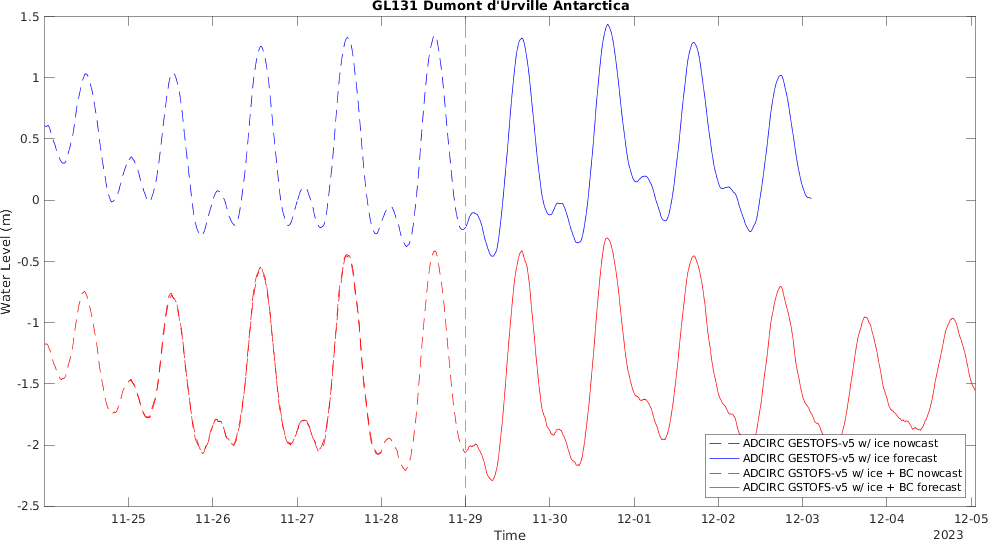 GL131 Dumont d'Urville Antarctica
1.5
1
0.5
0
-0.5
-1
-1.5
-2
-2.5
Water Level (m)
ADCIRC GESTOFS-v5 w/ ice nowcast
ADCIRC GESTOFS-v5 w/ ice forecast
ADCIRC GSTOFS-v5 w/ ice + BC nowcast
ADCIRC GSTOFS-v5 w/ ice + BC forecast
11-25 11-26 11-27 11-28 11-29 11-30 12-01 12-02 12-03 12-04 12-05
Time
2023